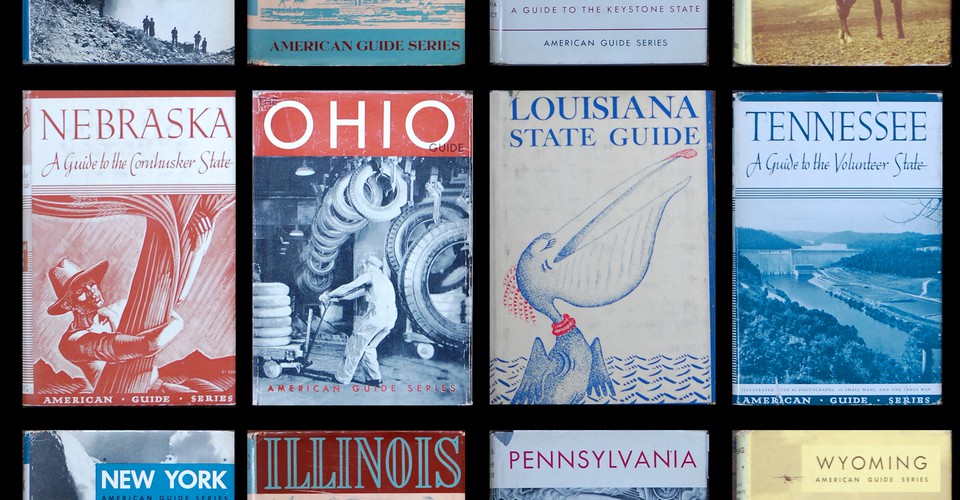 AMERICAN GUIDE SERIES
A GUIDE TO THE KEYSTONE STATE
AMERICAN GUIDE SERIES
NEBRASKA
A Guide to the Cornhusker State
AMERICAN · GUIDE · SERIES
THE
OHIO
GUIDE
AMERICAN GUIDE SERIES
LOUISIANA
STATE GUIDE
TENNESSEE
A Guide to the Volunteer State
AMERICAN · GUIDE · SERIES
NEW YORK
AMERICAN GUIDE SERIES
ILLINOIS
PENNSYLVANIA
WYOMING
AMERICAN GUIDE SERIES